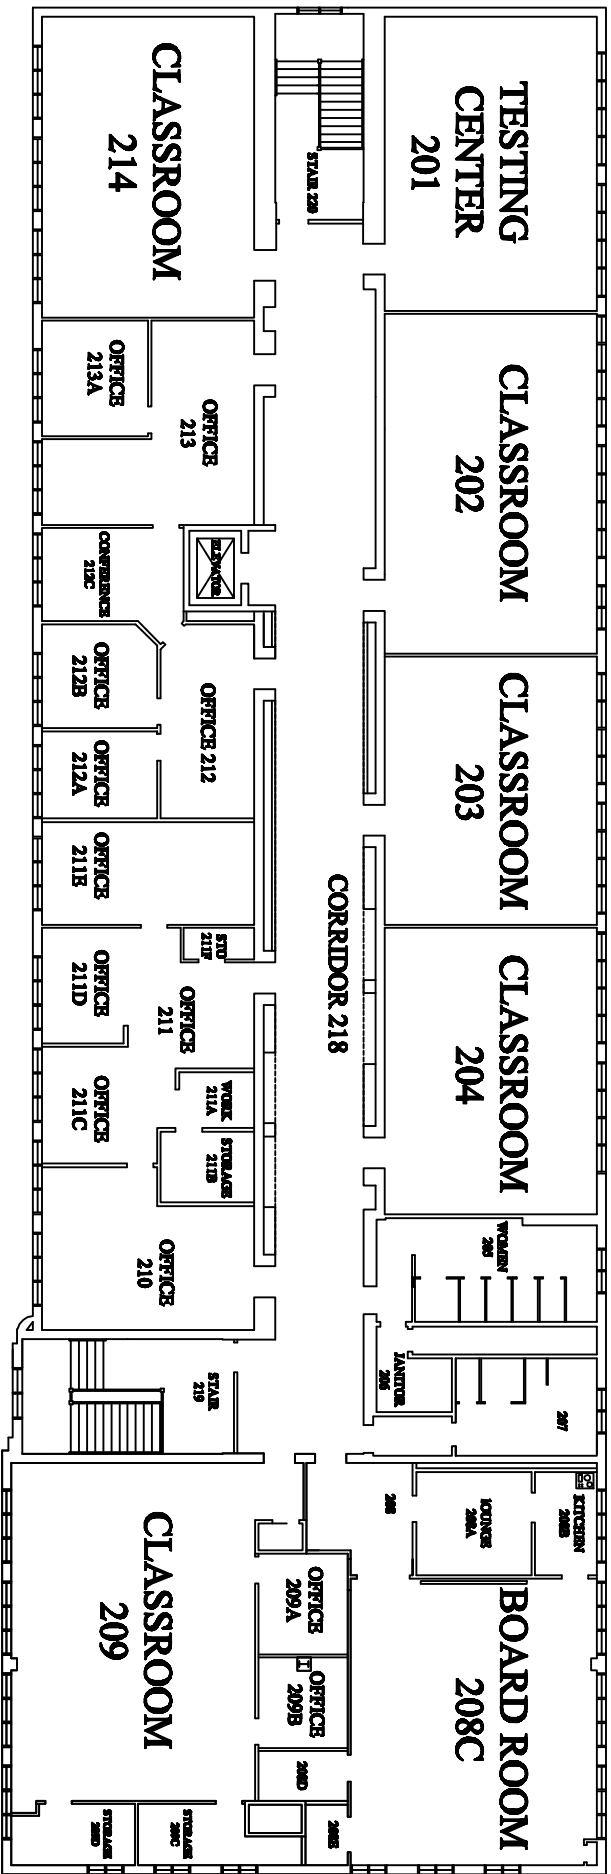 TESTING
CENTER
201
CLASSROOM
202
CLASSROOM
203
CLASSROOM
204
WOMEN
205
JANITOR
206
207
KITCHEN
208B
LOUNGE
208A
208
BOARD ROOM
208C
STAIR 220
CORRIDOR 218
CLASSROOM
214
OFFICE
213A
OFFICE
213
ELEVATOR
CONFERENCE
212C
OFFICE
212B
OFFICE 212
OFFICE
212A
OFFICE
211E
STO
211F
OFFICE
211D
OFFICE
211
OFFICE
211C
WORK
211A
STORAGE
211B
OFFICE
210
STAIR
219
CLASSROOM
209
OFFICE
209A
OFFICE
209B
208D
208E
STORAGE
209C
STORAGE
209D